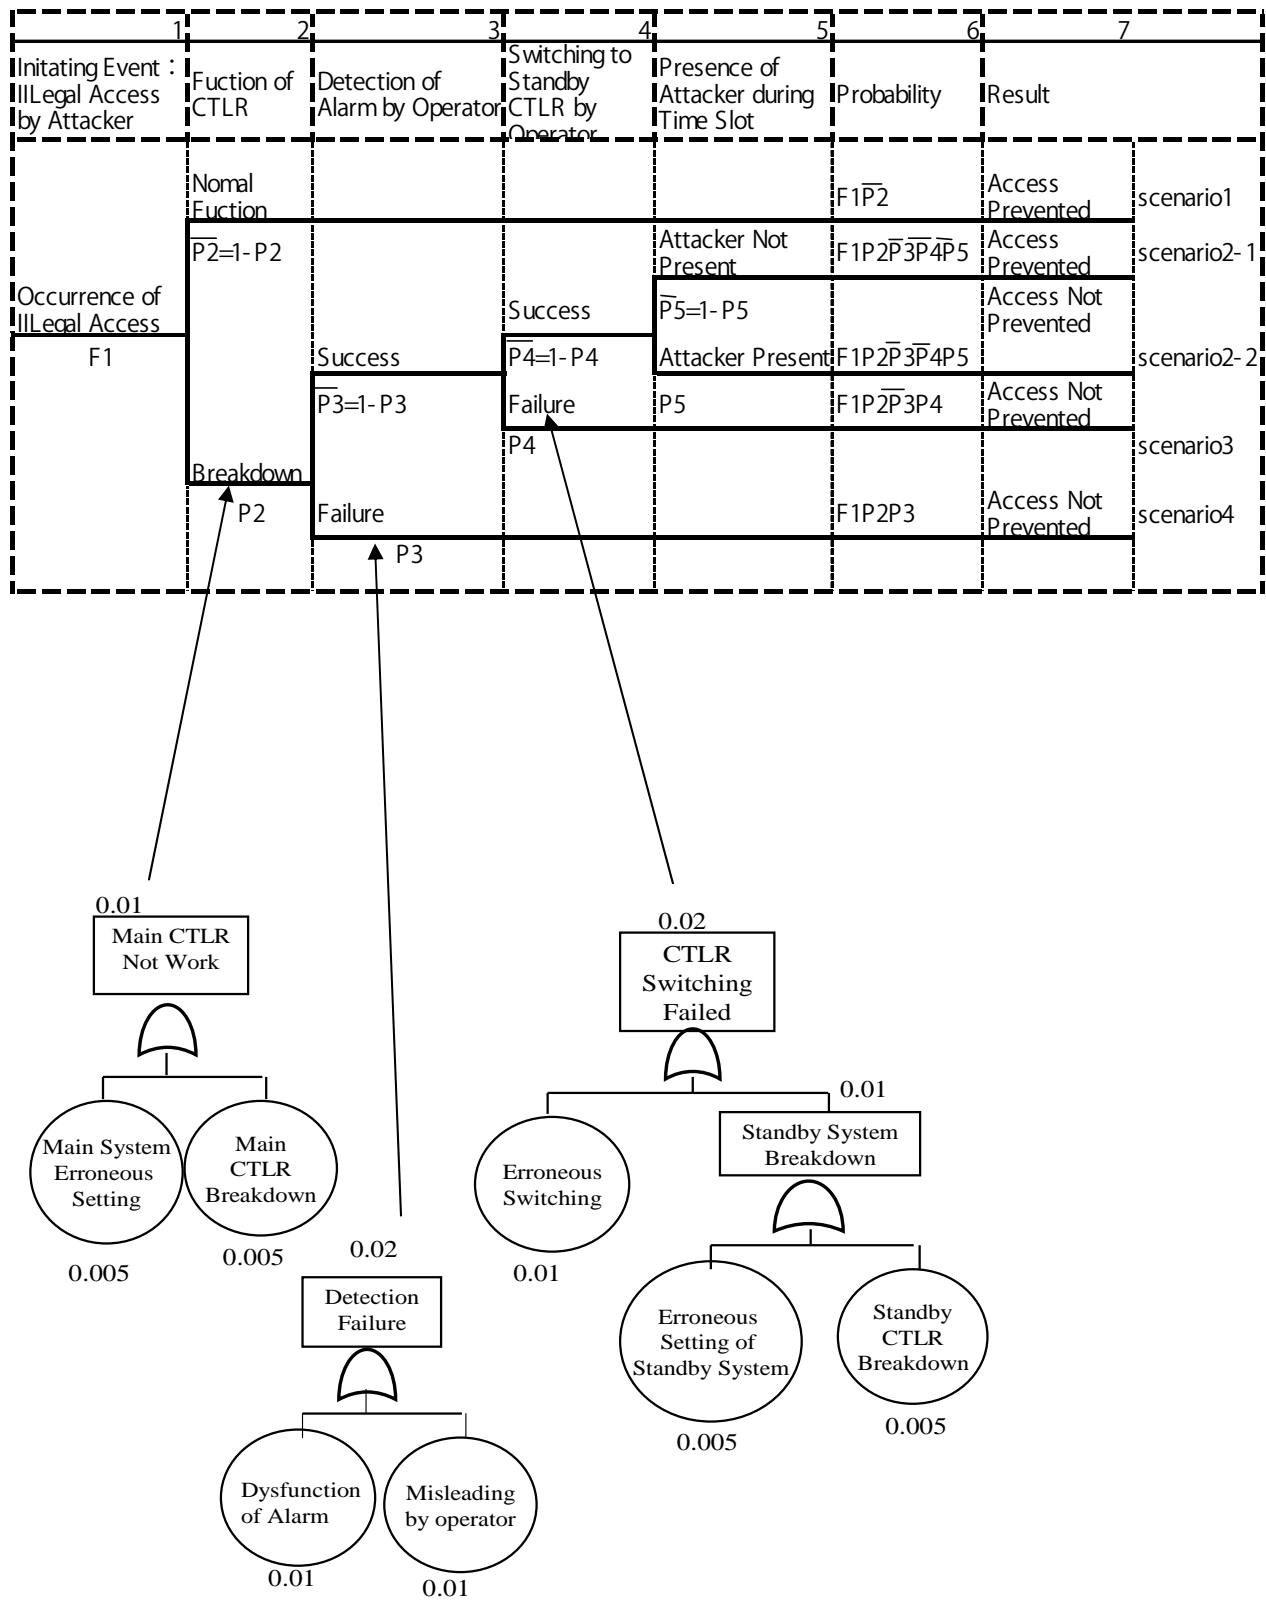 1
2
3
4
5
6
7
Initating Event :
IILegal Access
by Attacker
Fuction of
CTLR
Detection of
Alarm by Operator
Switching to
Standby
CTLR by
Operator
Presence of
Attacker during
Time Slot
Probability
Result
Nomal
Fuction
F1P̅2
Access
Prevented
scenario1
P̅2̅=1-P2
Attacker Not
Present
F1P2P̅3P̅4P̅5
Access
Prevented
scenario2-1
Occurrence of
IILegal Access
F1
Success
P̅5=1-P5
Access Not
Prevented
Success
P̅4̅=1-P4
Attacker Present
F1P2P̅3P̅4P5
scenario2-2
P̅3̅=1-P3
Failure
P5
F1P2P̅3P4
Access Not
Prevented
P4
scenario3
Breakdown
P2
Failure
F1P2P3
Access Not
Prevented
scenario4
P3
0.01
Main CTLR
Not Work
Main System
Erroneous
Setting
0.005
Main
CTLR
Breakdown
0.005
0.02
Detection
Failure
Dysfunction
of Alarm
0.01
Misleading
by operator
0.01
0.02
CTLR
Switching
Failed
Erroneous
Switching
0.01
0.01
Standby System
Breakdown
Erroneous
Setting of
Standby System
0.005
Standby
CTLR
Breakdown
0.005